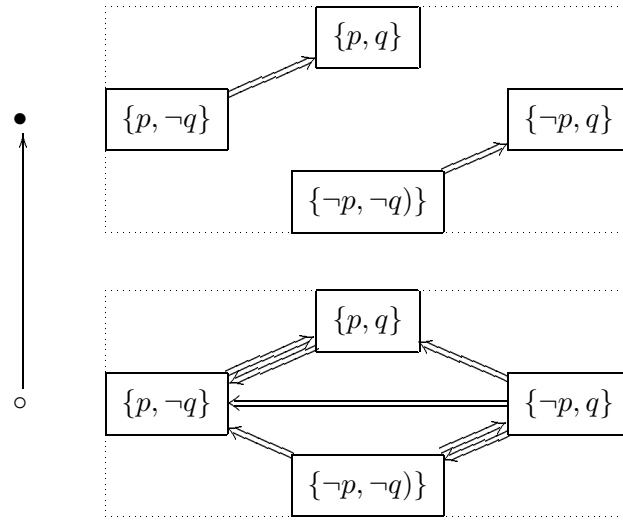 {p, q}
{p, ¬q}
{¬p, q}
{¬p, ¬q)}
{p, q}
{p, ¬q}
{¬p, q}
{¬p, ¬q)}